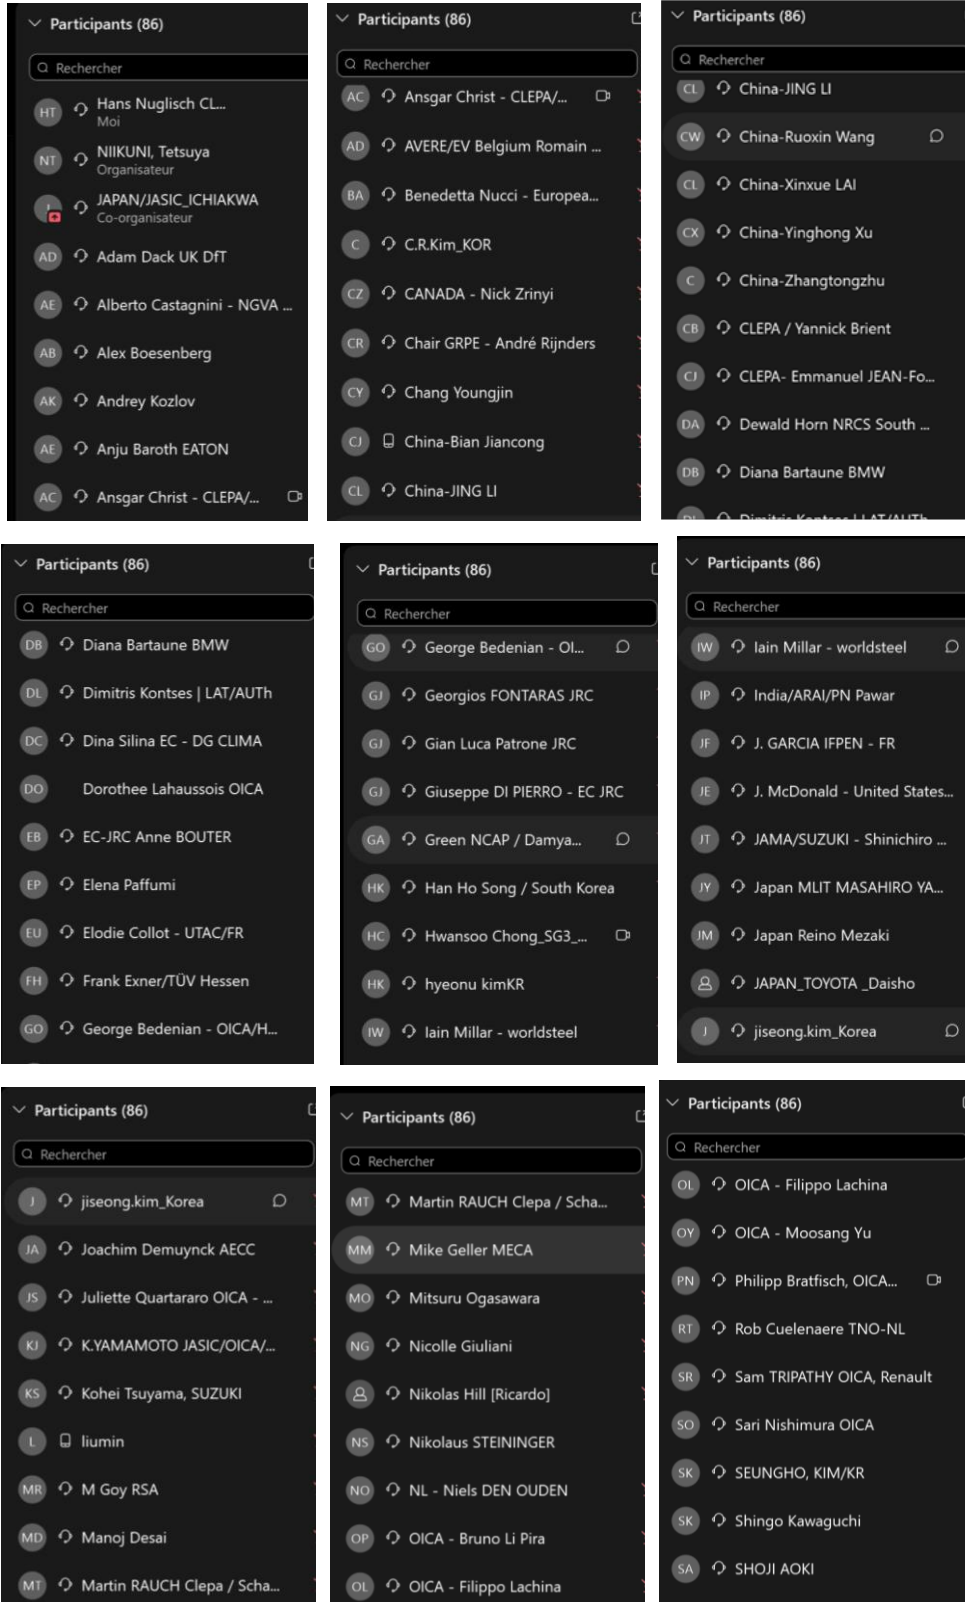 Participants (86)
Rechercher
HT Hans Nuglisch CL...
Moi
NT NIIKUNI, Tetsuya
Organisateur
JAPAN/JASIC_ICHIAKWA
Co-organisateur
AD Adam Dack UK DfT
AE Alberto Castagnini - NGVA ...
AB Alex Boesenberg
AK Andrey Kozlov
AE Anju Baroth EATON
AC Ansgar Christ - CLEPA/...
Participants (86)
Rechercher
AC Ansgar Christ - CLEPA/...
AD AVERE/EV Belgium Romain ...
BA Benedetta Nucci - Europea...
C C.R.Kim_KOR
CZ CANADA - Nick Zrinyi
CR Chair GRPE - André Rijnders
CY Chang Youngjin
CJ China-Bian Jiancong
CL China-JING LI
Participants (86)
Rechercher
CL China-JING LI
CW China-Ruoxin Wang
CL China-Xinxue LAI
CX China-Yinghong Xu
C China-Zhangtongzhu
CB CLEPA / Yannick Brient
CJ CLEPA- Emmanuel JEAN-Fo...
DA Dewald Horn NRCS South ...
DB Diana Bartaune BMW
DL Dimitris Kontses | LAT/AUTh
Participants (86)
Rechercher
DB Diana Bartaune BMW
DL Dimitris Kontses | LAT/AUTh
DC Dina Silina EC - DG CLIMA
DO Dorothee Lahaussois OICA
EB EC-JRC Anne BOUTER
EP Elena Paffumi
EU Elodie Collot - UTAC/FR
FH Frank Exner/TÜV Hessen
GO George Bedenian - OICA/H...
Participants (86)
Rechercher
GO George Bedenian - OI...
GJ Georgios FONTARAS JRC
GJ Gian Luca Patrone JRC
GJ Giuseppe DI PIERRO - EC JRC
GA Green NCAP / Damya...
HK Han Ho Song / South Korea
HC Hwansoo Chong_SG3_...
HK hyeonu kimKR
IW Iain Millar - worldsteel
Participants (86)
Rechercher
IW Iain Millar - worldsteel
IP India/ARAI/PN Pawar
JF J. GARCIA IFPEN - FR
JE J. McDonald - United States...
JT JAMA/SUZUKI - Shinichiro ...
JY Japan MLIT MASAHIRO YA...
JM Japan Reino Mezaki
JAPAN_TOYOTA _Daisho
J jiseong.kim_Korea
Participants (86)
Rechercher
J jiseong.kim_Korea
JA Joachim Demuynck AECC
JS Juliette Quartararo OICA - ...
KJ K.YAMAMOTO JASIC/OICA/...
KS Kohei Tsuyama, SUZUKI
L liumin
MR M Goy RSA
MD Manoj Desai
MT Martin RAUCH Clepa / Scha...
Participants (86)
Rechercher
MT Martin RAUCH Clepa / Scha...
MM Mike Geller MECA
MO Mitsuru Ogasawara
NG Nicolle Giuliani
Nikolas Hill [Ricardo]
NS Nikolaus STEININGER
NO NL - Niels DEN OUDEN
OP OICA - Bruno Li Pira
OL OICA - Filippo Lachina
Participants (86)
Rechercher
OL OICA - Filippo Lachina
OY OICA - Moosang Yu
PN Philipp Bratfisch, OICA...
RT Rob Cuelenaere TNO-NL
SR Sam TRIPATHY OICA, Renault
SO Sari Nishimura OICA
SK SEUNGHO, KIM/KR
SK Shingo Kawaguchi
SA SHOJI AOKI